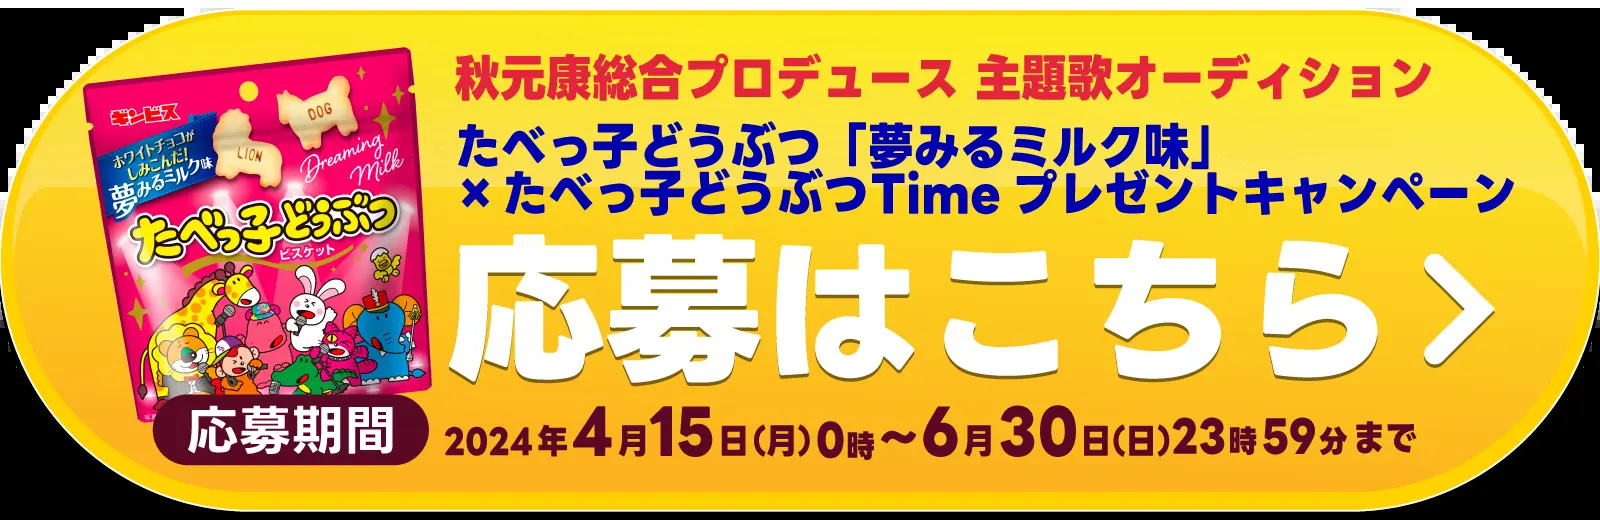 秋元康総合プロデュース 主題歌オーディション
たべっ子どうぶつ「夢みるミルク味」
×たべっ子どうぶつTime プレゼントキャンペーン
応募はこちら
応募期間
2024年4月15日(月)0時〜6月30日(日)23時59分まで
ギンビス
ホワイトチョコが
しみこんだ!
夢みるミルク味
LION
DOG
Dreaming
Milk
たべっ子どうぶつ
ビスケット